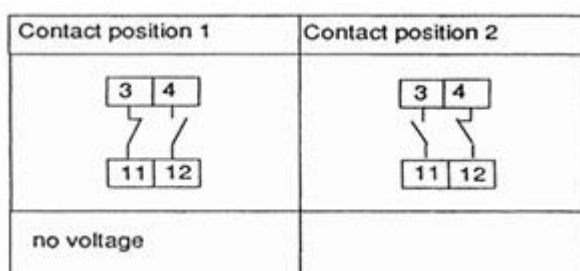 Contact position 1 Contact position 2
3 4 3 4
11 12 11 12
no voltage